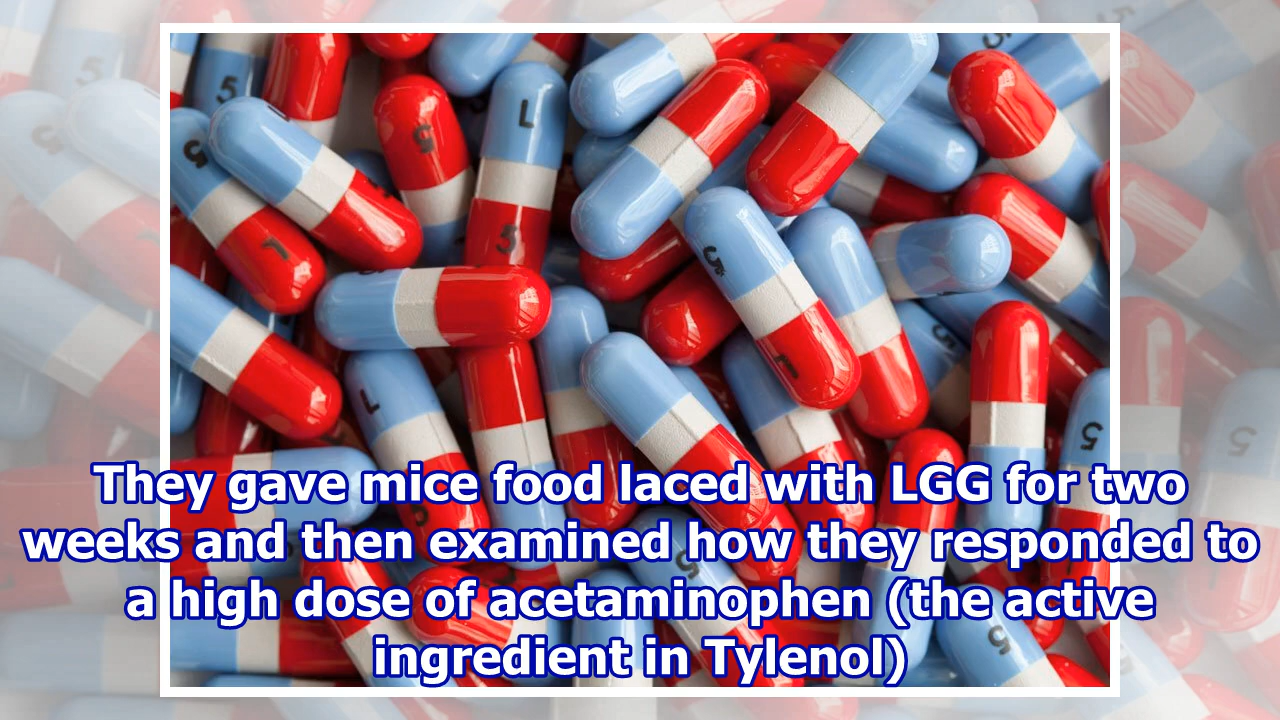 They gave mice food laced with LGG for two
weeks and then examined how they responded to
a high dose of acetaminophen (the active
ingredient in Tylenol)